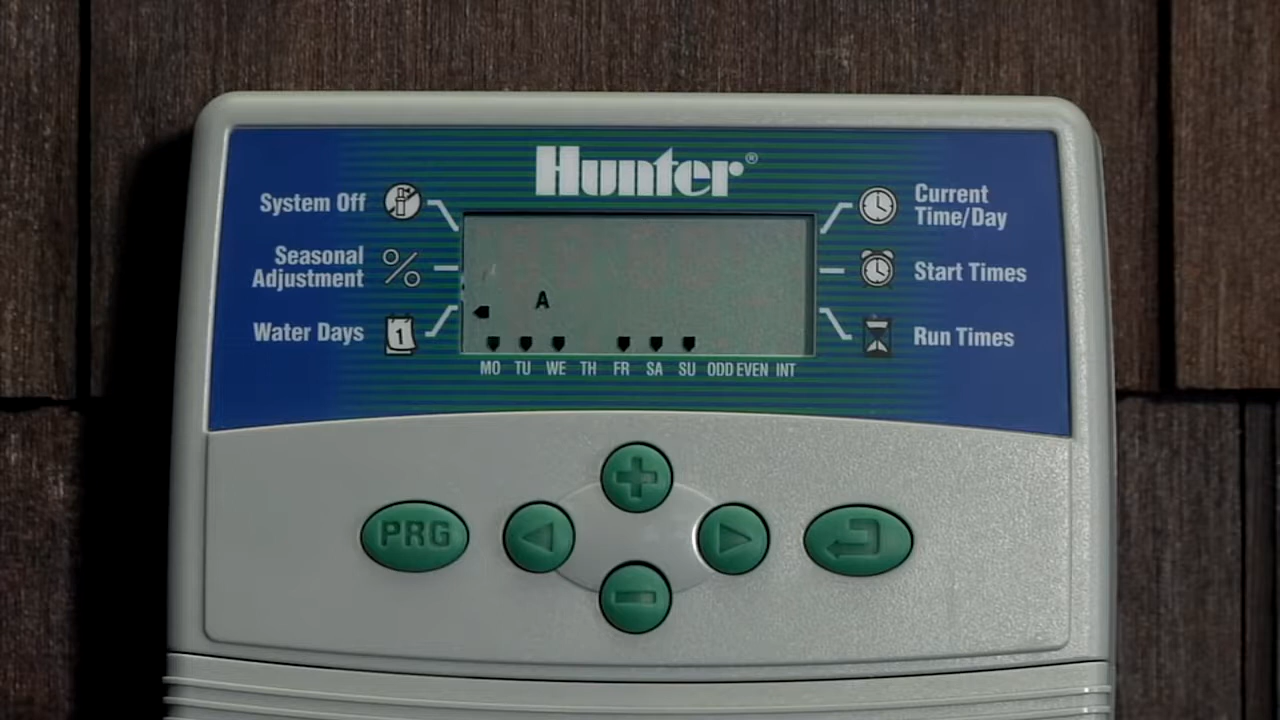 Hunter®
System Off
Seasonal
Adjustment
%
Water Days
1
Current
Time/Day
Start Times
Run Times
A
MO TU WE TH FR SA SU ODD EVEN INT
PRG